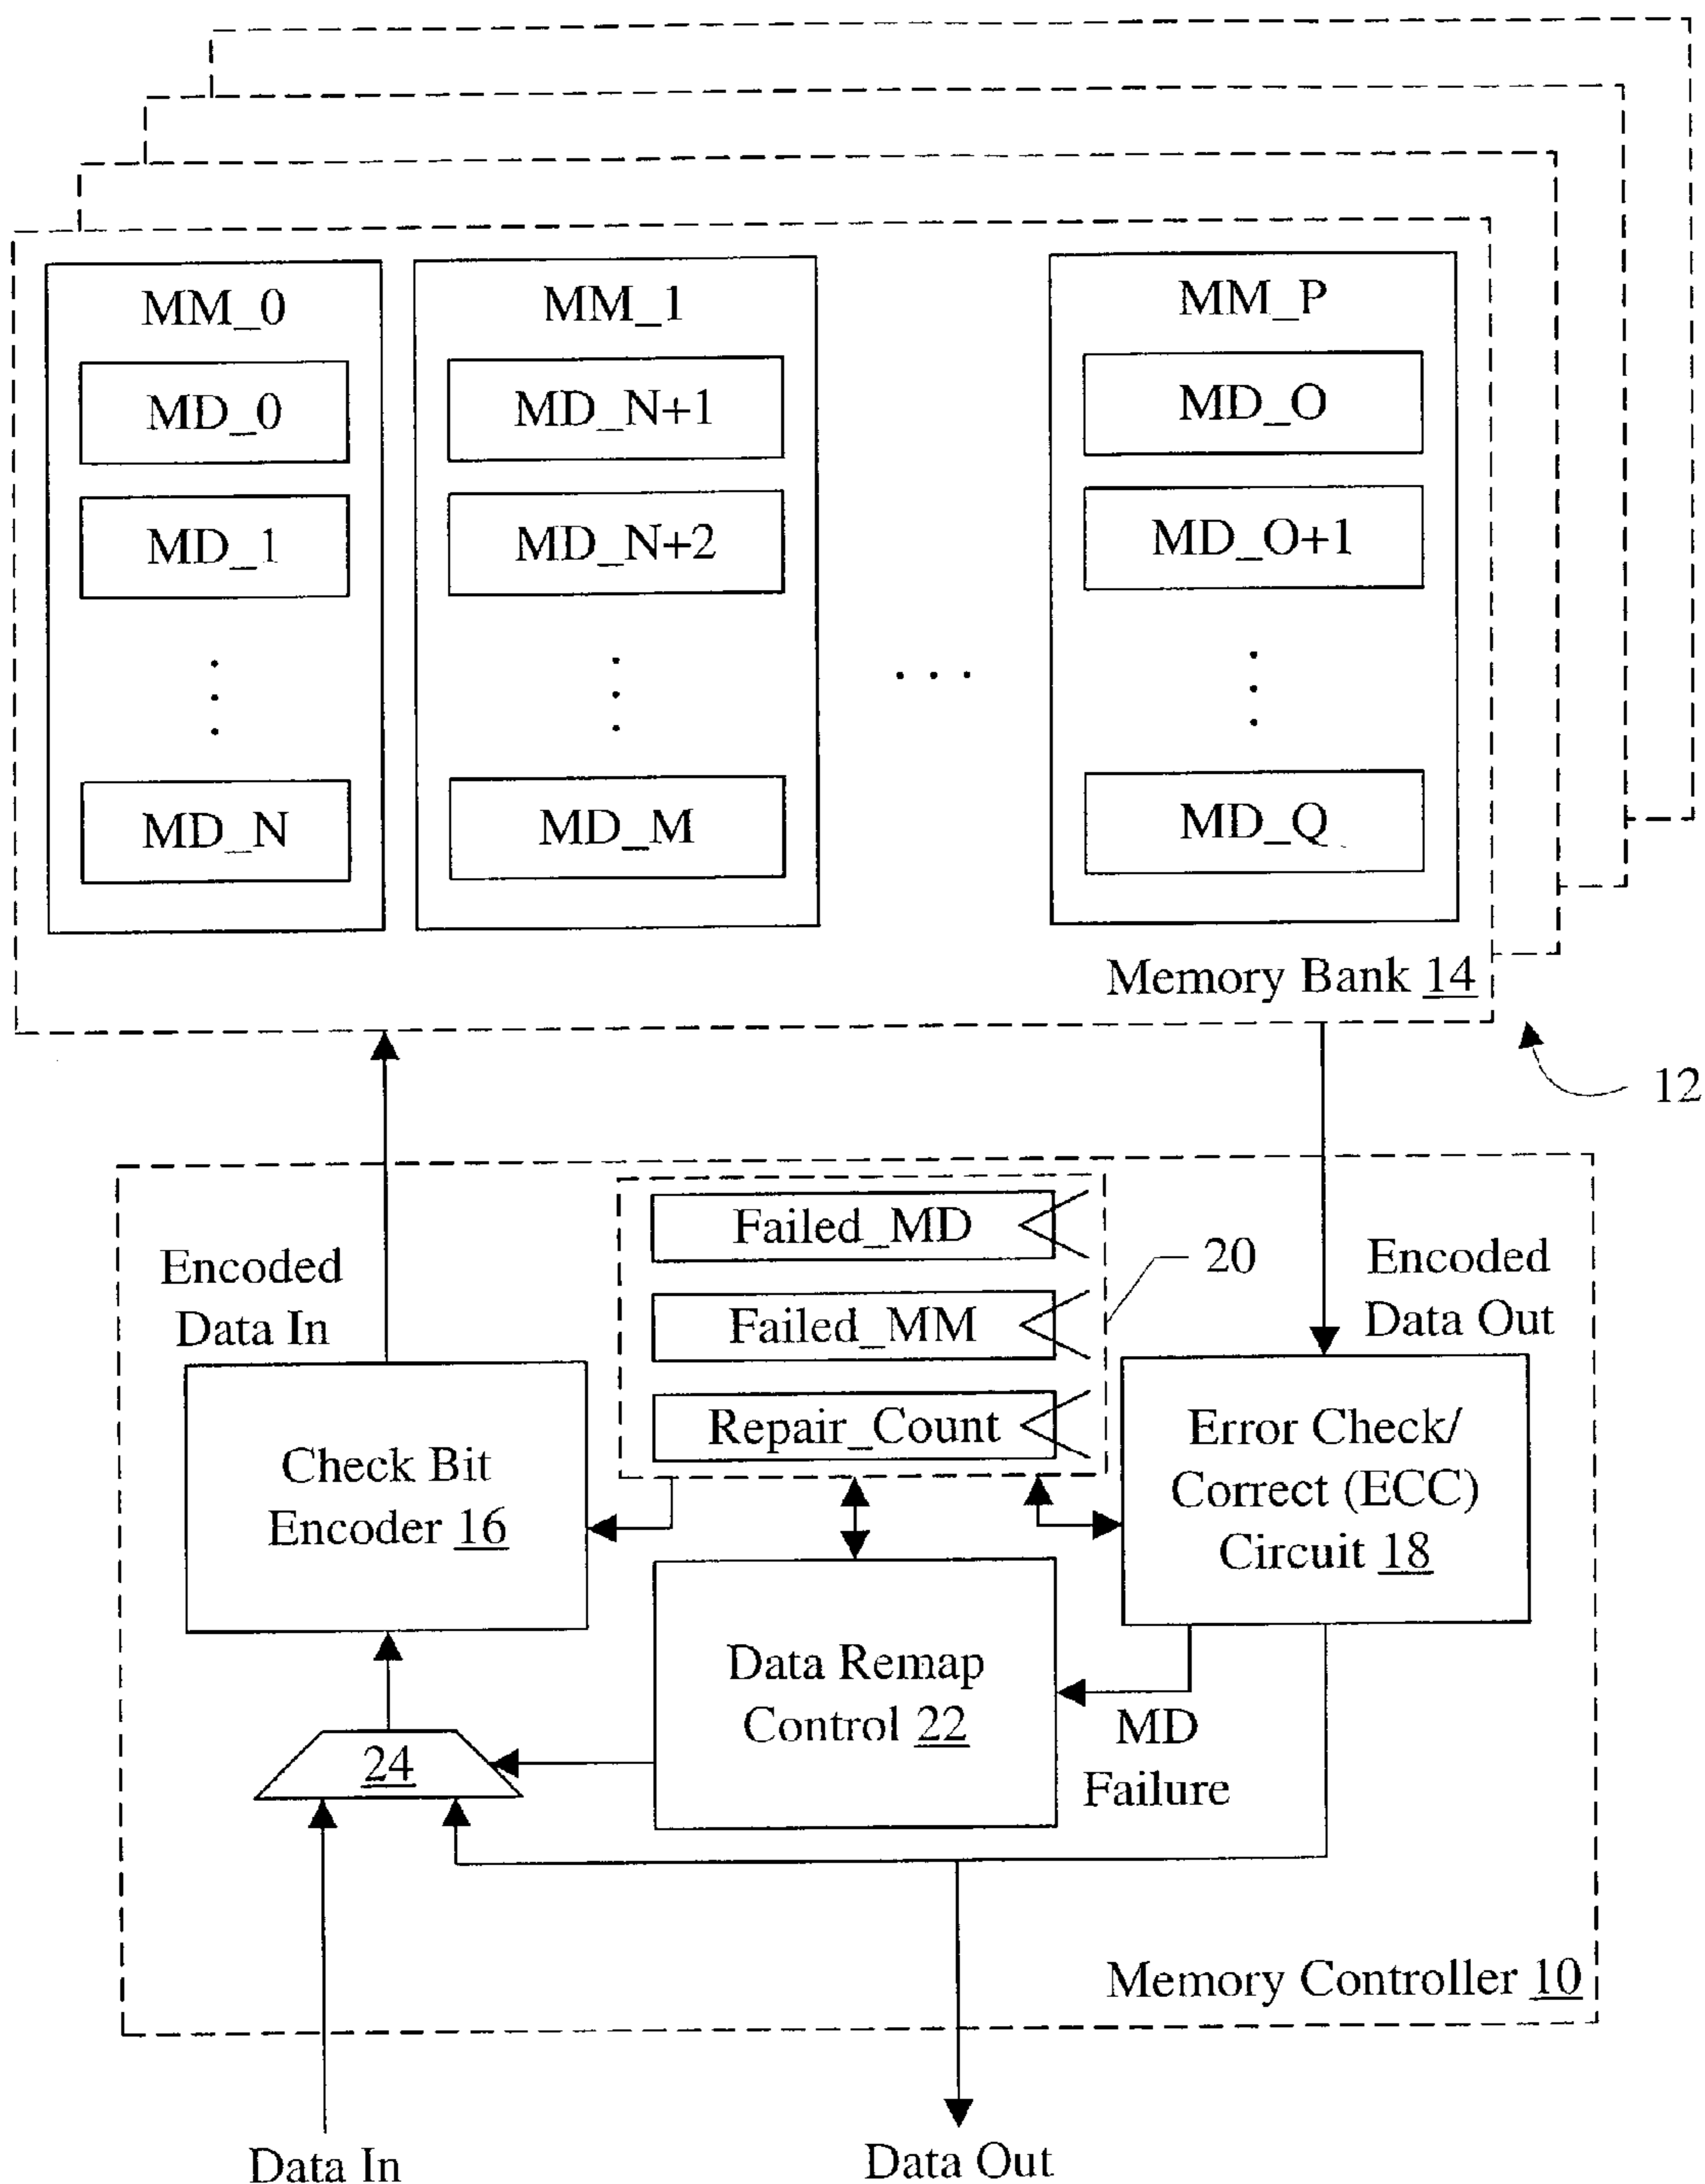 MM_0
MD_0
MD_1
MD_N
MM_1
MD_N+1
MD_N+2
MD_M
. . .
MM_P
MD_O
MD_O+1
MD_Q
Memory Bank 14
12
Encoded
Data In
Failed_MD
Failed_MM
Repair_Count
20
Encoded
Data Out
Check Bit
Encoder 16
Error Check/
Correct (ECC)
Circuit 18
Data Remap
Control 22
MD
Failure
24
Memory Controller 10
Data In
Data Out